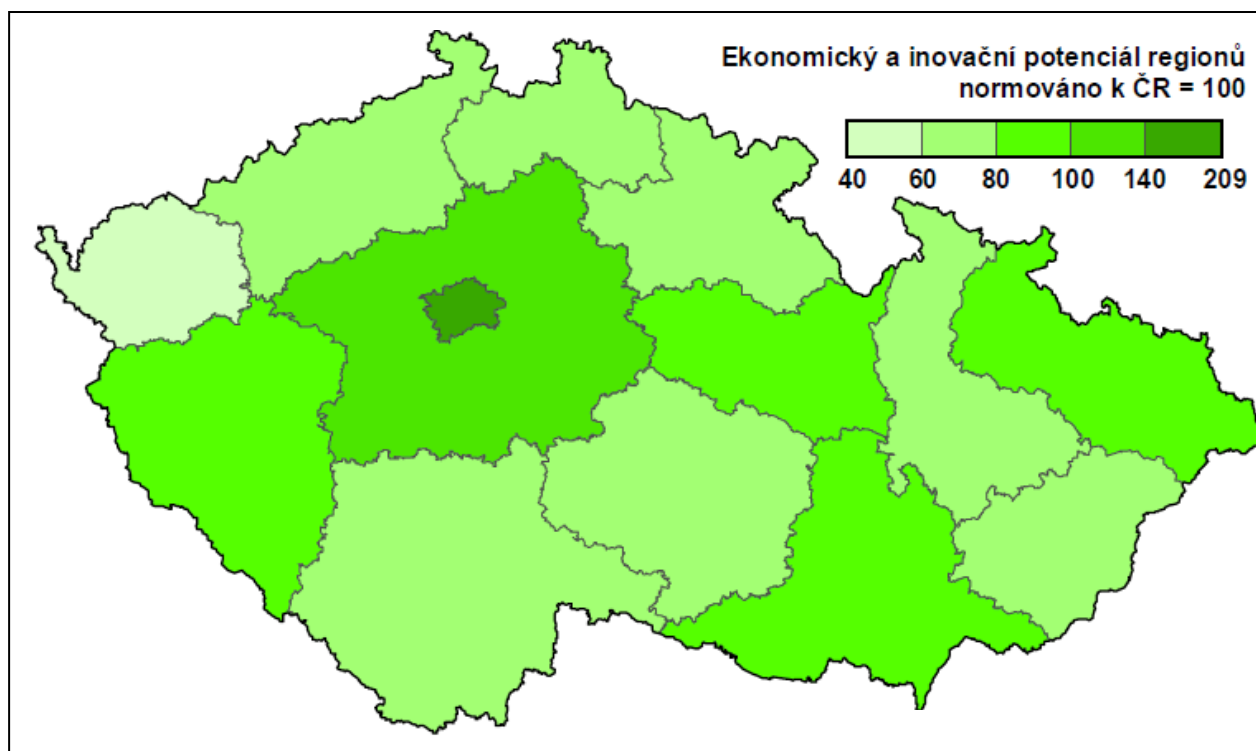 Ekonomický a inovační potenciál regionů
normováno k ČR = 100
40 60 80 100 140 209